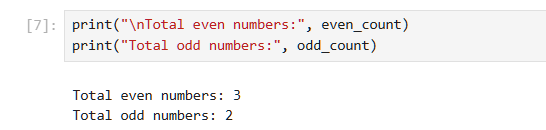 [7]: print("\nTotal even numbers:", even_count)
print("Total odd numbers:", odd_count)
Total even numbers: 3
Total odd numbers: 2